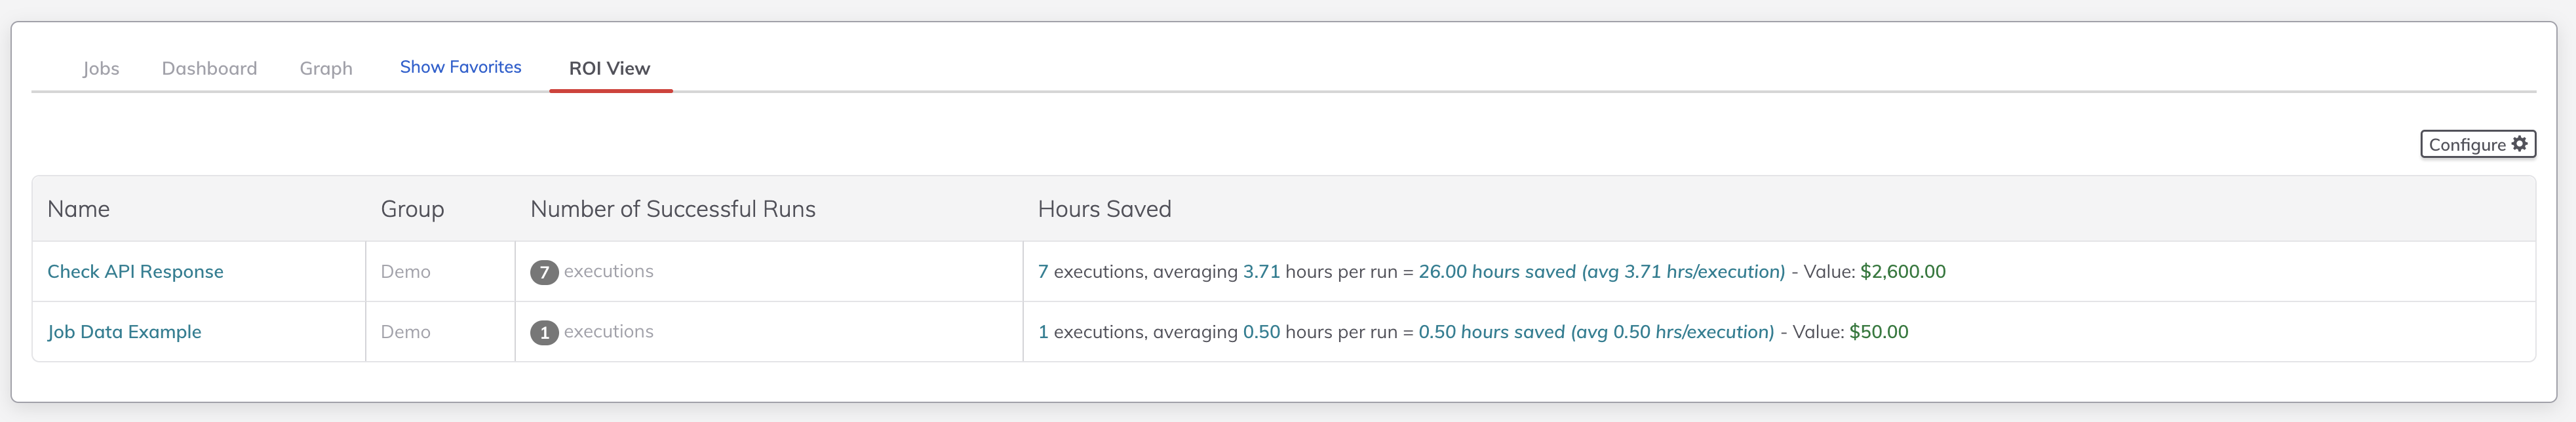 Jobs Dashboard Graph Show Favorites ROI View
Configure
Name Group Number of Successful Runs Hours Saved
Check API Response Demo 7 executions 7 executions, averaging 3.71 hours per run = 26.00 hours saved (avg 3.71 hrs/execution) - Value: $2,600.00
Job Data Example Demo 1 executions 1 executions, averaging 0.50 hours per run = 0.50 hours saved (avg 0.50 hrs/execution) - Value: $50.00